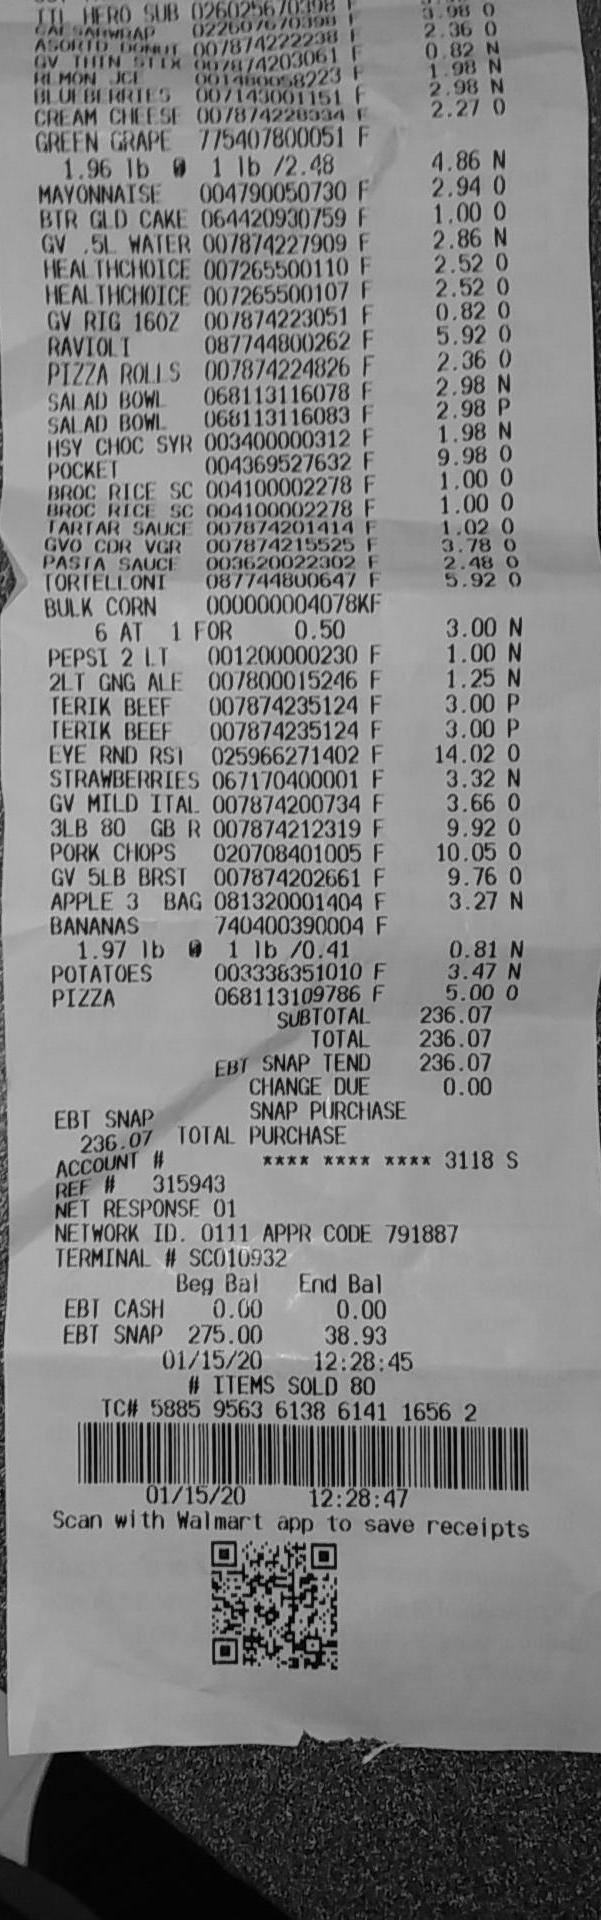 ITL HERO SUB 026025670398 F 3.98 O
022607670398 F 2.36 O
ASORTD DONUT 007874222238 0.82 N
GV THIN STIX 007874203061 F 1.98 N
REMON JCE 001480058223 F 2.98 N
BLUEBERRIES 007143001151 F 2.27 O
CREAM CHEESE 007874228334 F
GREEN GRAPE 775407800051 F
1.96 lb @ 1 lb /2.48 4.86 N
MAYONNAISE 004790050730 F 2.94 O
BTR GLD CAKE 064420930759 F 1.00 O
GV .5L WATER 007874227909 F 2.86 N
HEALTHCHOICE 007265500110 F 2.52 O
HEALTHCHOICE 007265500107 F 2.52 O
GV RIG 16OZ 007874223051 F 0.82 O
RAVIOLI 087744800262 F 5.92 O
PIZZA ROLLS 007874224826 F 2.36 O
SALAD BOWL 068113116078 F 2.98 N
SALAD BOWL 068113116083 F 2.98 P
HSY CHOC SYR 003400000312 F 1.98 N
POCKET 004369527632 F 9.98 O
BROC RICE SC 004100002278 F 1.00 O
BROC RICE SC 004100002278 F 1.00 O
TARTAR SAUCE 007874201414 F 1.02 O
GVO CDR VGR 007874215525 F 3.78 O
PASTA SAUCE 003620022302 F 2.48 O
TORTELLONI 087744800647 F 5.92 O
BULK CORN 000000004078KF
6 AT 1 FOR 0.50 3.00 N
PEPSI 2 LT 001200000230 F 1.00 N
2LT GNG ALE 007800015246 F 1.25 N
TERIK BEEF 007874235124 F 3.00 P
TERIK BEEF 007874235124 F 3.00 P
EYE RND RST 025966271402 F 14.02 O
STRAWBERRIES 067170400001 F 3.32 N
GV MILD ITAL 007874200734 F 3.66 O
3LB 80 GB R 007874212319 F 9.92 O
PORK CHOPS 020708401005 F 10.05 O
GV 5LB BRST 007874202661 F 9.76 O
APPLE 3 BAG 081320001404 F 3.27 N
BANANAS 740400390004 F
1.97 lb @ 1 lb /0.41 0.81 N
POTATOES 003338351010 F 3.47 N
PIZZA 068113109786 F 5.00 O
SUBTOTAL 236.07
TOTAL 236.07
EBT SNAP TEND 236.07
CHANGE DUE 0.00
EBT SNAP SNAP PURCHASE
236.07 TOTAL PURCHASE
ACCOUNT # **** **** **** 3118 S
REF # 315943
NET RESPONSE 01
NETWORK ID. 0111 APPR CODE 791887
TERMINAL # SC010932
Beg Bal End Bal
EBT CASH 0.00 0.00
EBT SNAP 275.00 38.93
01/15/20 12:28:45
# ITEMS SOLD 80
TC# 5885 9563 6138 6141 1656 2
01/15/20 12:28:47
Scan with Walmart app to save receipts